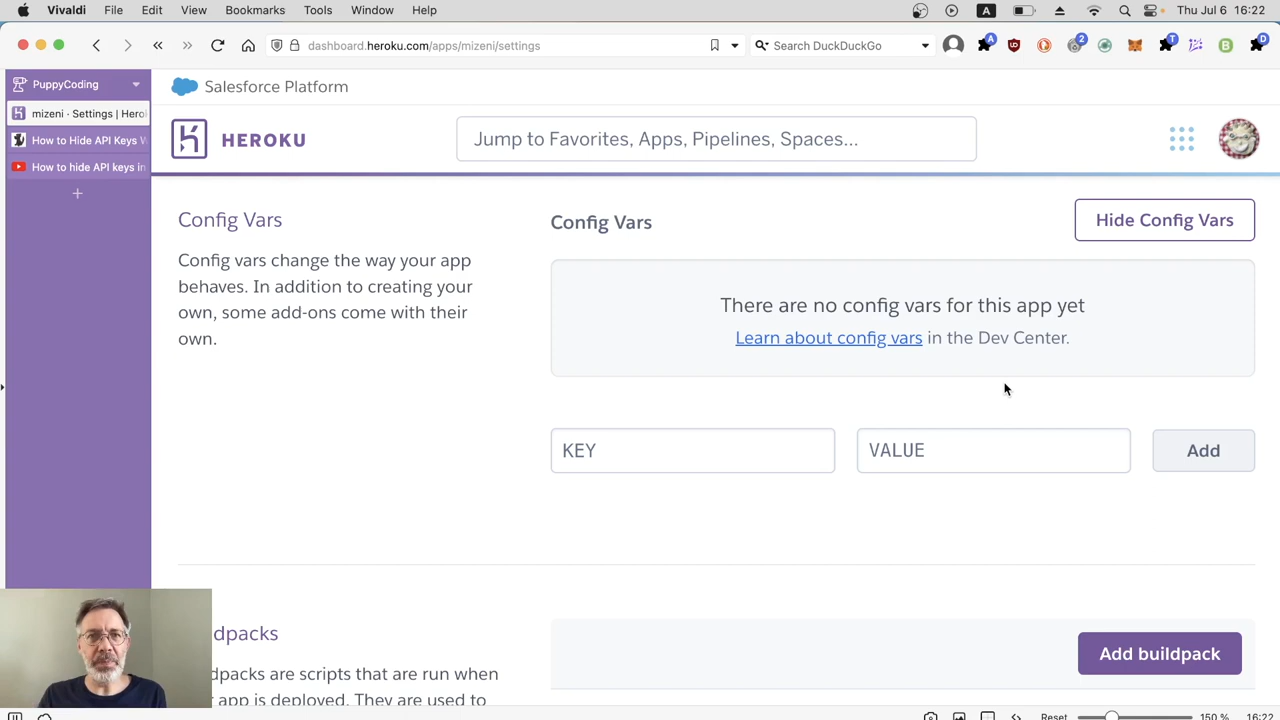 Vivaldi File Edit View Bookmarks Tools Window Help A Thu Jul 6 16:22
dashboard.heroku.com/apps/mizeni/settings Search DuckDuckGo
PuppyCoding
mizeni · Settings | Hero
How to Hide API Keys
How to hide API keys in
Salesforce Platform
HEROKU
Jump to Favorites, Apps, Pipelines, Spaces...
Config Vars
Config vars change the way your app
behaves. In addition to creating your
own, some add-ons come with their
own.
Config Vars
Hide Config Vars
There are no config vars for this app yet
Learn about config vars in the Dev Center.
KEY VALUE Add
dpacks
dpacks are scripts that are run when
app is deployed. They are used to
Add buildpack
Reset 150 % 16:22